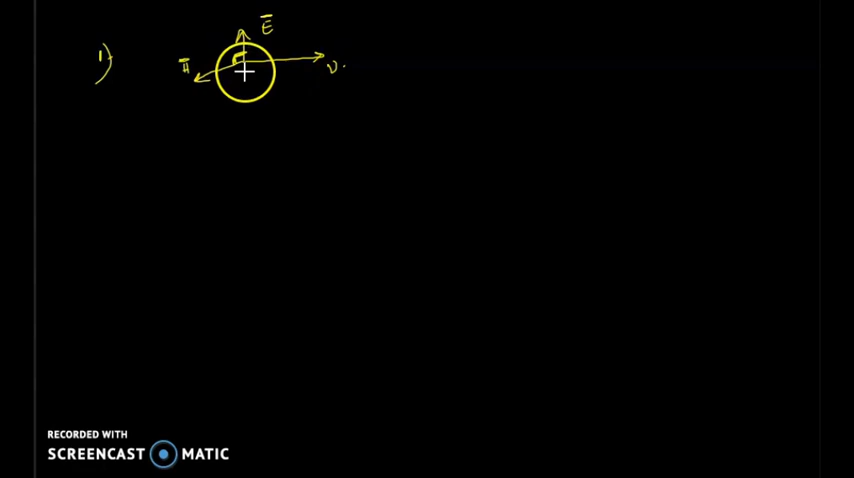 1)
E̅
H̅
v.
RECORDED WITH
SCREENCAST MATIC